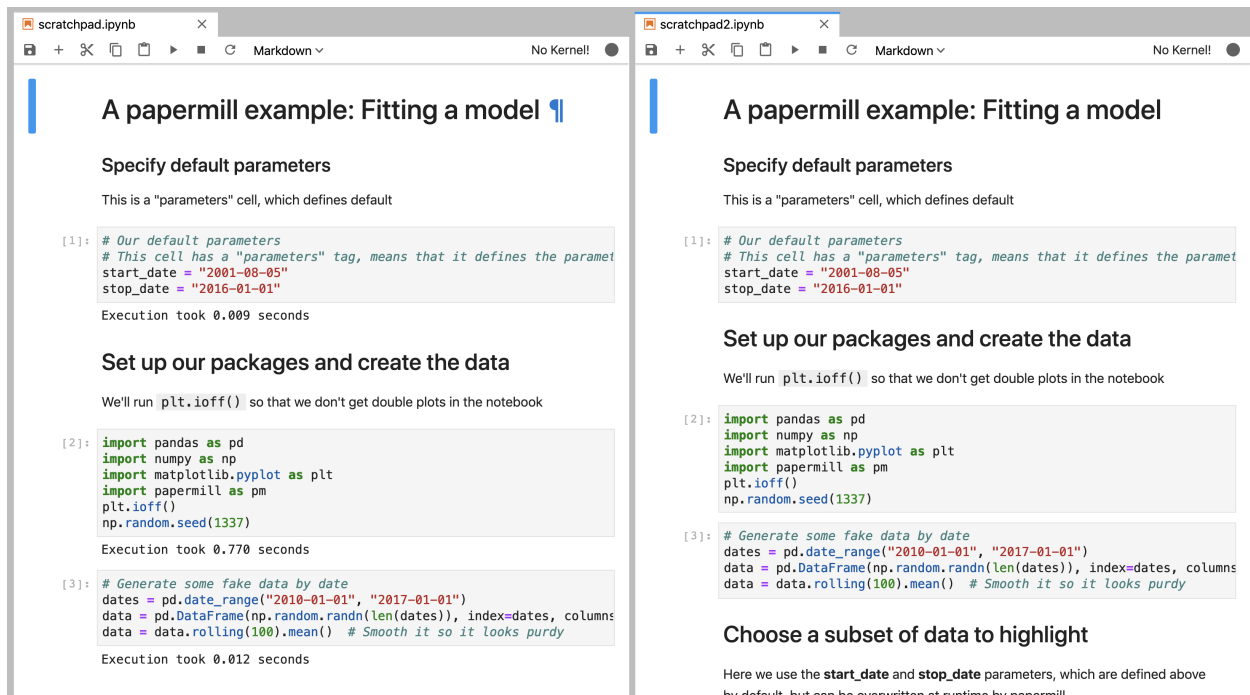 scratchpad.ipynb
Markdown
No Kernel!
A papermill example: Fitting a model ¶
Specify default parameters
This is a "parameters" cell, which defines default
[1]:
# Our default parameters
# This cell has a "parameters" tag, means that it defines the paramet
start_date = "2001-08-05"
stop_date = "2016-01-01"
Execution took 0.009 seconds
Set up our packages and create the data
We'll run plt.ioff() so that we don't get double plots in the notebook
[2]:
import pandas as pd
import numpy as np
import matplotlib.pyplot as plt
import papermill as pm
plt.ioff()
np.random.seed(1337)
Execution took 0.770 seconds
[3]:
# Generate some fake data by date
dates = pd.date_range("2010-01-01", "2017-01-01")
data = pd.DataFrame(np.random.randn(len(dates)), index=dates, columns
data = data.rolling(100).mean()  # Smooth it so it looks purdy
Execution took 0.012 seconds
scratchpad2.ipynb
Markdown
No Kernel!
A papermill example: Fitting a model
Specify default parameters
This is a "parameters" cell, which defines default
[1]:
# Our default parameters
# This cell has a "parameters" tag, means that it defines the paramet
start_date = "2001-08-05"
stop_date = "2016-01-01"
Set up our packages and create the data
We'll run plt.ioff() so that we don't get double plots in the notebook
[2]:
import pandas as pd
import numpy as np
import matplotlib.pyplot as plt
import papermill as pm
plt.ioff()
np.random.seed(1337)
[3]:
# Generate some fake data by date
dates = pd.date_range("2010-01-01", "2017-01-01")
data = pd.DataFrame(np.random.randn(len(dates)), index=dates, columns
data = data.rolling(100).mean()  # Smooth it so it looks purdy
Choose a subset of data to highlight
Here we use the start_date and stop_date parameters, which are defined above
by default, but can be overwritten at runtime by papermill